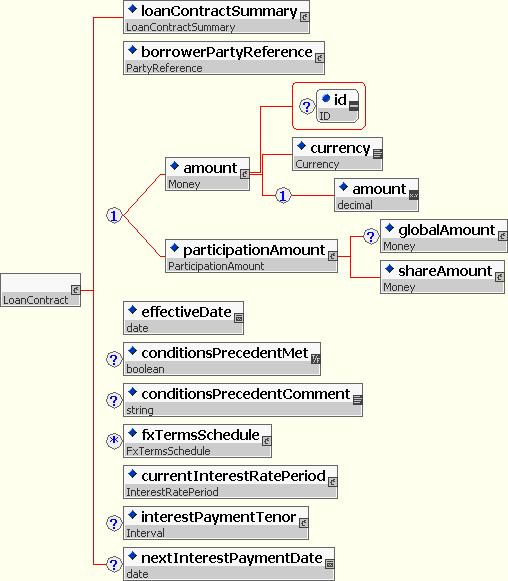 loanContractSummary
LoanContractSummary
borrowerPartyReference
PartyReference
? id
ID
currency
Currency
amount
Money
1 amount
decimal
1
? globalAmount
Money
participationAmount
ParticipationAmount
shareAmount
Money
LoanContract
effectiveDate
date
? conditionsPrecedentMet
boolean
? conditionsPrecedentComment
string
* fxTermsSchedule
FxTermsSchedule
currentInterestRatePeriod
InterestRatePeriod
? interestPaymentTenor
Interval
? nextInterestPaymentDate
date